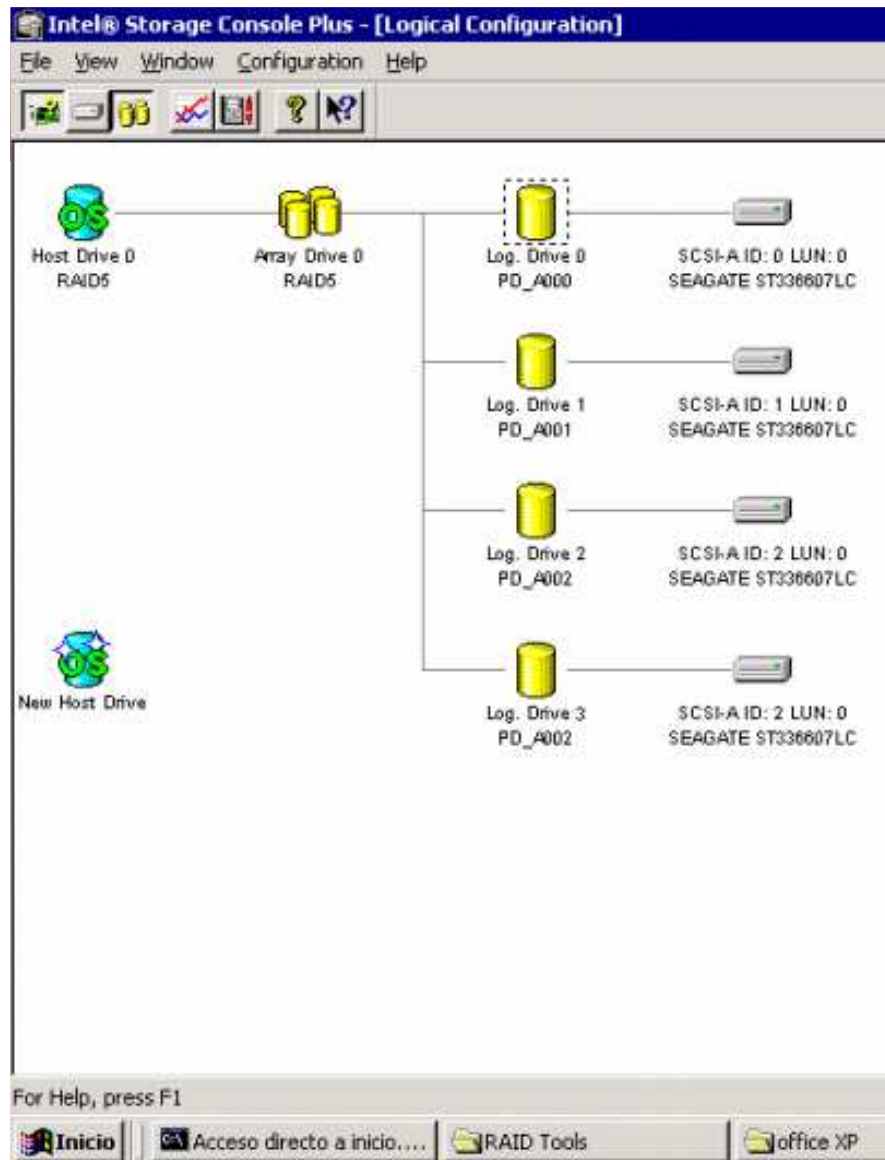 Intel® Storage Console Plus - [Logical Configuration]
File View Window Configuration Help
OS
Host Drive 0
RAID5
Array Drive 0
RAID5
Log. Drive 0
PD_A000
SCSI-A ID: 0 LUN: 0
SEAGATE ST336607LC
Log. Drive 1
PD_A001
SCSI-A ID: 1 LUN: 0
SEAGATE ST336607LC
Log. Drive 2
PD_A002
SCSI-A ID: 2 LUN: 0
SEAGATE ST336607LC
OS
New Host Drive
Log. Drive 3
PD_A002
SCSI-A ID: 2 LUN: 0
SEAGATE ST336607LC
For Help, press F1
Inicio
Acceso directo a inicio....
RAID Tools
office XP